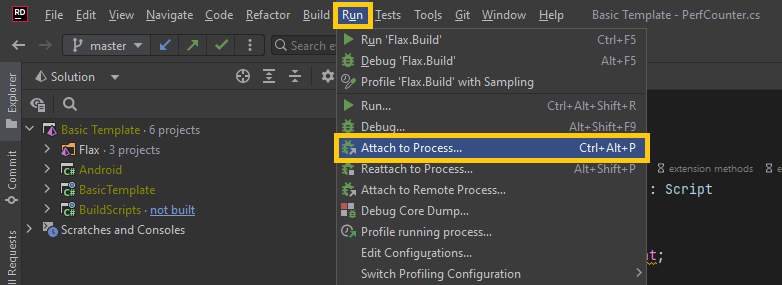 RD File Edit View Navigate Code Refactor Build Run Tests Tools Git Window Help Basic Template - PerfCounter.cs
master
Search eve
Explorer
Commit
ll Requests
Solution
Basic Template · 6 projects
Flax · 3 projects
Android
BasicTemplate
BuildScripts · not built
Scratches and Consoles
Run 'Flax.Build' Ctrl+F5
Debug 'Flax.Build' Alt+F5
Profile 'Flax.Build' with Sampling
Run... Ctrl+Alt+Shift+R
Debug... Alt+Shift+F9
Attach to Process... Ctrl+Alt+P
Reattach to Process... Alt+Shift+P
Attach to Remote Process...
Debug Core Dump...
Profile running process...
Edit Configurations...
Switch Profiling Configuration
extension methods
: Script
nt;